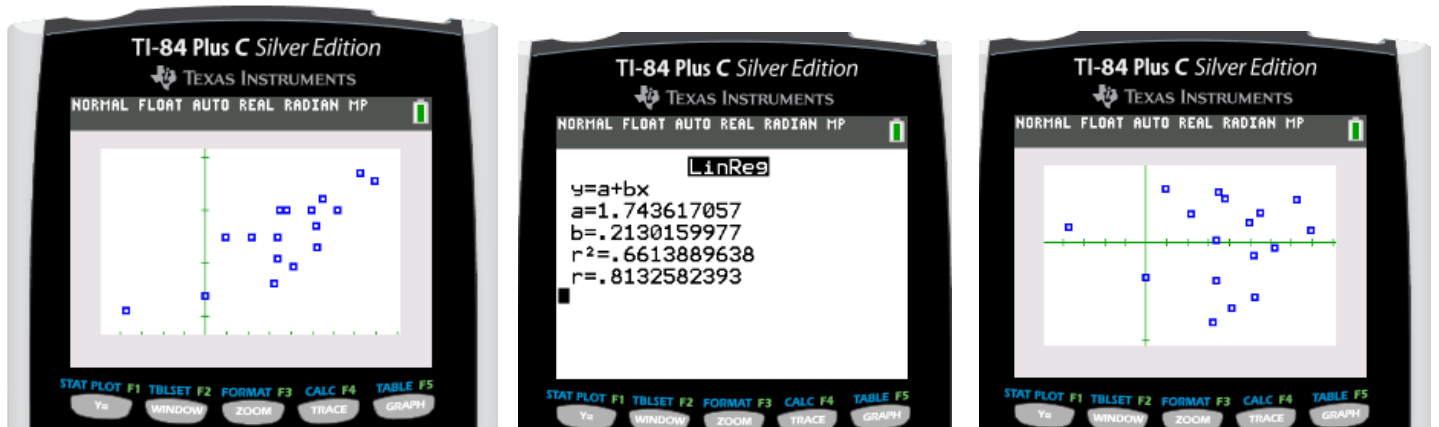 TI-84 Plus C Silver Edition
TEXAS INSTRUMENTS
NORMAL FLOAT AUTO REAL RADIAN MP
STAT PLOT F1 TBLSET F2 FORMAT F3 CALC F4 TABLE F5
Y= WINDOW ZOOM TRACE GRAPH
TI-84 Plus C Silver Edition
TEXAS INSTRUMENTS
NORMAL FLOAT AUTO REAL RADIAN MP
LinReg
y=a+bx
a=1.743617057
b=.2130159977
r²=.6613889638
r=.8132582393
STAT PLOT F1 TBLSET F2 FORMAT F3 CALC F4 TABLE F5
Y= WINDOW ZOOM TRACE GRAPH
TI-84 Plus C Silver Edition
TEXAS INSTRUMENTS
NORMAL FLOAT AUTO REAL RADIAN MP
STAT PLOT F1 TBLSET F2 FORMAT F3 CALC F4 TABLE F5
Y= WINDOW ZOOM TRACE GRAPH